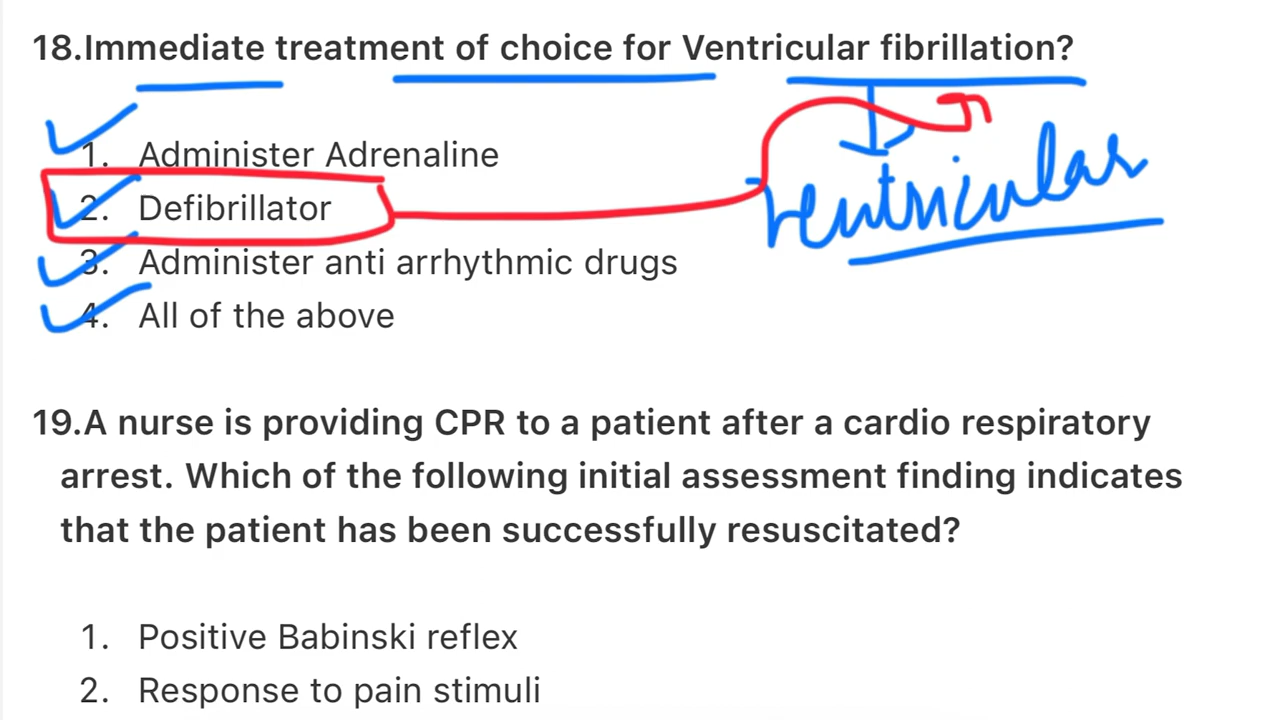 18.Immediate treatment of choice for Ventricular fibrillation?
1. Administer Adrenaline
2. Defibrillator
ventricular
3. Administer anti arrhythmic drugs
4. All of the above
19.A nurse is providing CPR to a patient after a cardio respiratory
arrest. Which of the following initial assessment finding indicates
that the patient has been successfully resuscitated?
1. Positive Babinski reflex
2. Response to pain stimuli